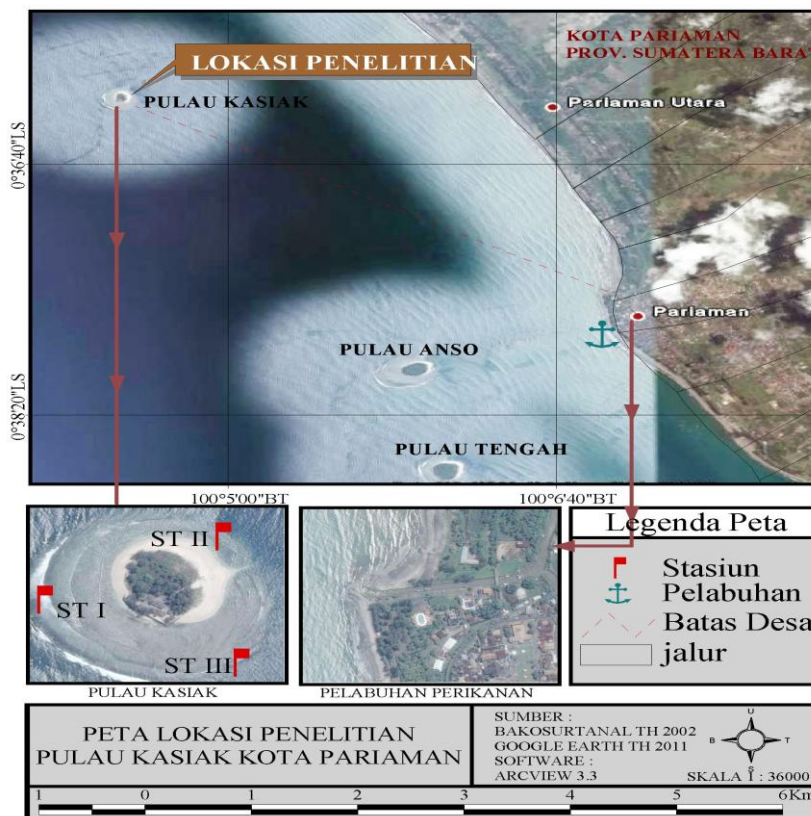 KOTA PARIAMAN
PROV. SUMATERA BARAT
LOKASI PENELITIAN
PULAU KASIAK
Pariaman Utara
0°36'40"LS
Pariaman
PULAU ANSO
0°38'20"LS
PULAU TENGAH
100°5'00"BT
100°6'40"BT
ST II
ST I
ST III
PULAU KASIAK
PELABUHAN PERIKANAN
Legenda Peta
Stasiun
Pelabuhan
Batas Desa
jalur
PETA LOKASI PENELITIAN
PULAU KASIAK KOTA PARIAMAN
SUMBER :
BAKOSURTANAL TH 2002
GOOGLE EARTH TH 2011
SOFTWARE :
ARCVIEW 3.3
U
B T
S
SKALA 1 : 36000
1 0 1 2 3 4 5 6 Km